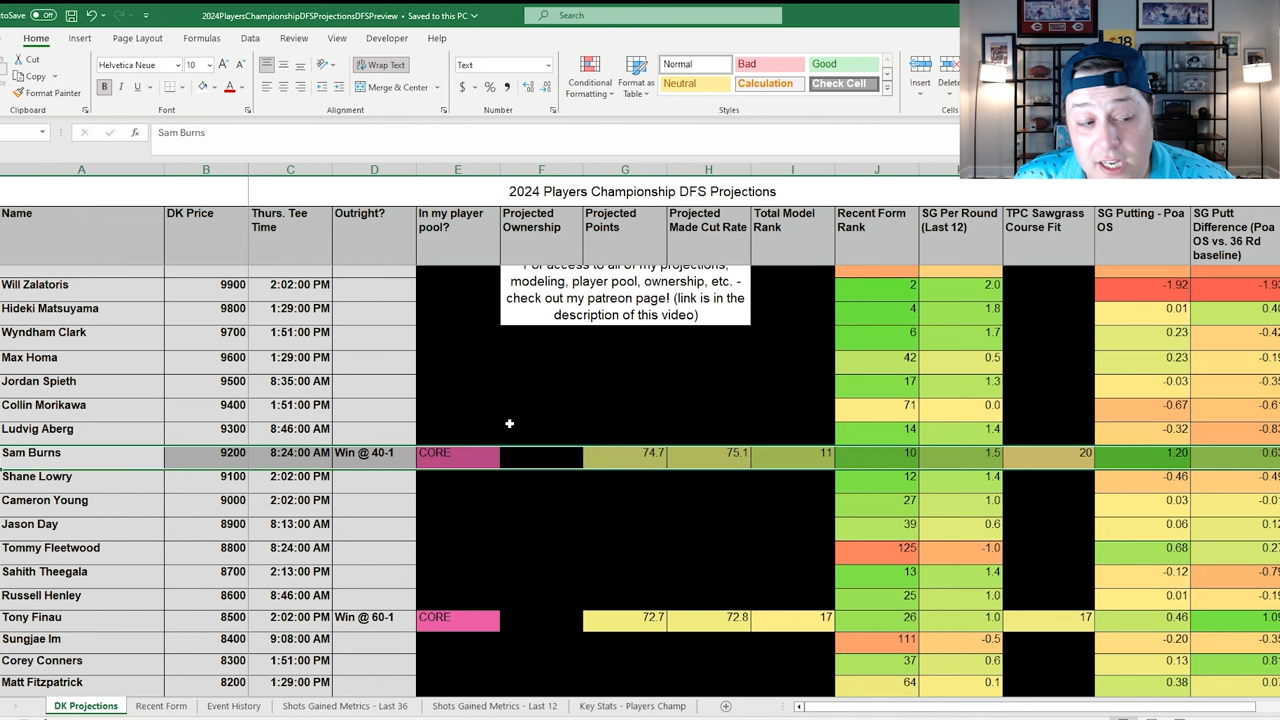 AutoSave Off 2024PlayersChampionshipDFSProjectionsDFSPreview • Saved to this PC Search
Home Insert Page Layout Formulas Data Review View Developer Help
Cut
Copy
Format Painter
Clipboard
Helvetica Neue 10
Font
Wrap Text
Merge & Center
Alignment
Text
Number
Conditional Formatting
Format as Table
Normal Bad Good
Neutral Calculation Check Cell
Styles
Insert Delete
Cells
Sam Burns
A B C D E F G H I J K L M N
2024 Players Championship DFS Projections
Name DK Price Thurs. Tee Time Outright? In my player pool? Projected Ownership Projected Points Projected Made Cut Rate Total Model Rank Recent Form Rank SG Per Round (Last 12) TPC Sawgrass Course Fit SG Putting - Poa OS SG Putt Difference (Poa OS vs. 36 Rd baseline)
For access to all of my projections,
modeling, player pool, ownership, etc. -
check out my patreon page! (link is in the
description of this video)
Will Zalatoris 9900 2:02:00 PM 2 2.0 -1.92
Hideki Matsuyama 9800 1:29:00 PM 4 1.8 0.01
Wyndham Clark 9700 1:51:00 PM 6 1.7 0.23
Max Homa 9600 1:29:00 PM 42 0.5 0.23
Jordan Spieth 9500 8:35:00 AM 17 1.3 -0.03
Collin Morikawa 9400 1:51:00 PM 71 0.0 -0.67
Ludvig Aberg 9300 8:46:00 AM 14 1.4 -0.32
Sam Burns 9200 8:24:00 AM Win @ 40-1 CORE 74.7 75.1 11 10 1.5 20 1.20
Shane Lowry 9100 2:02:00 PM 12 1.4 -0.46
Cameron Young 9000 2:02:00 PM 27 1.0 0.03
Jason Day 8900 8:13:00 AM 39 0.6 0.06
Tommy Fleetwood 8800 8:24:00 AM 125 -1.0 0.68
Sahith Theegala 8700 2:13:00 PM 13 1.4 -0.12
Russell Henley 8600 8:46:00 AM 25 1.0 0.01
Tony Finau 8500 2:02:00 PM Win @ 60-1 CORE 72.7 72.8 17 26 1.0 17 0.46
Sungjae Im 8400 9:08:00 AM 111 -0.5 -0.20
Corey Conners 8300 1:51:00 PM 37 0.6 0.13
Matt Fitzpatrick 8200 1:29:00 PM 64 0.1 0.38
DK Projections Recent Form Event History Shots Gained Metrics - Last 36 Shots Gained Metrics - Last 12 Key Stats - Players Champ